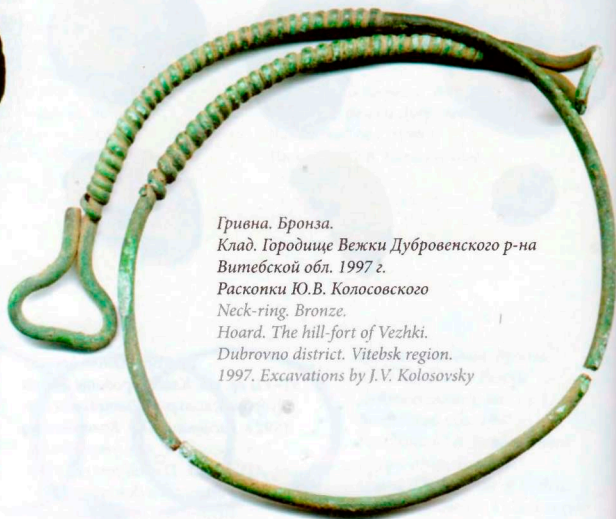 Гривна. Бронза.
Клад. Городище Вежки Дубровенского р-на
Витебской обл. 1997 г.
Раскопки Ю.В. Колосовского
Neck-ring. Bronze.
Hoard. The hill-fort of Vezhki.
Dubrovno district. Vitebsk region.
1997. Excavations by J.V. Kolosovsky